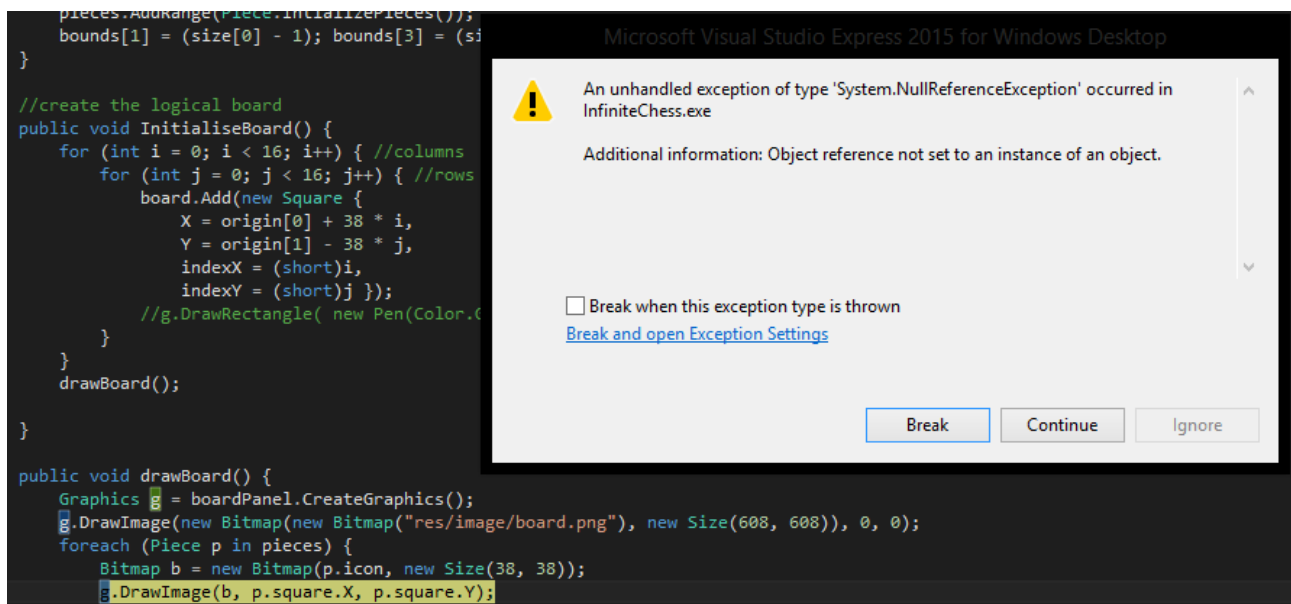 pieces.AddRange(Piece.IntializePieces());
bounds[1] = (size[0] - 1); bounds[3] = (si
}
//create the logical board
public void InitialiseBoard() {
for (int i = 0; i < 16; i++) { //columns
for (int j = 0; j < 16; j++) { //rows
board.Add(new Square {
X = origin[0] + 38 * i,
Y = origin[1] - 38 * j,
indexX = (short)i,
indexY = (short)j });
//g.DrawRectangle( new Pen(Color.
}
}
drawBoard();
}
public void drawBoard() {
Graphics g = boardPanel.CreateGraphics();
g.DrawImage(new Bitmap(new Bitmap("res/image/board.png"), new Size(608, 608)), 0, 0);
foreach (Piece p in pieces) {
Bitmap b = new Bitmap(p.icon, new Size(38, 38));
g.DrawImage(b, p.square.X, p.square.Y);
Microsoft Visual Studio Express 2015 for Windows Desktop
An unhandled exception of type 'System.NullReferenceException' occurred in
InfiniteChess.exe
Additional information: Object reference not set to an instance of an object.
Break when this exception type is thrown
Break and open Exception Settings
Break
Continue
Ignore